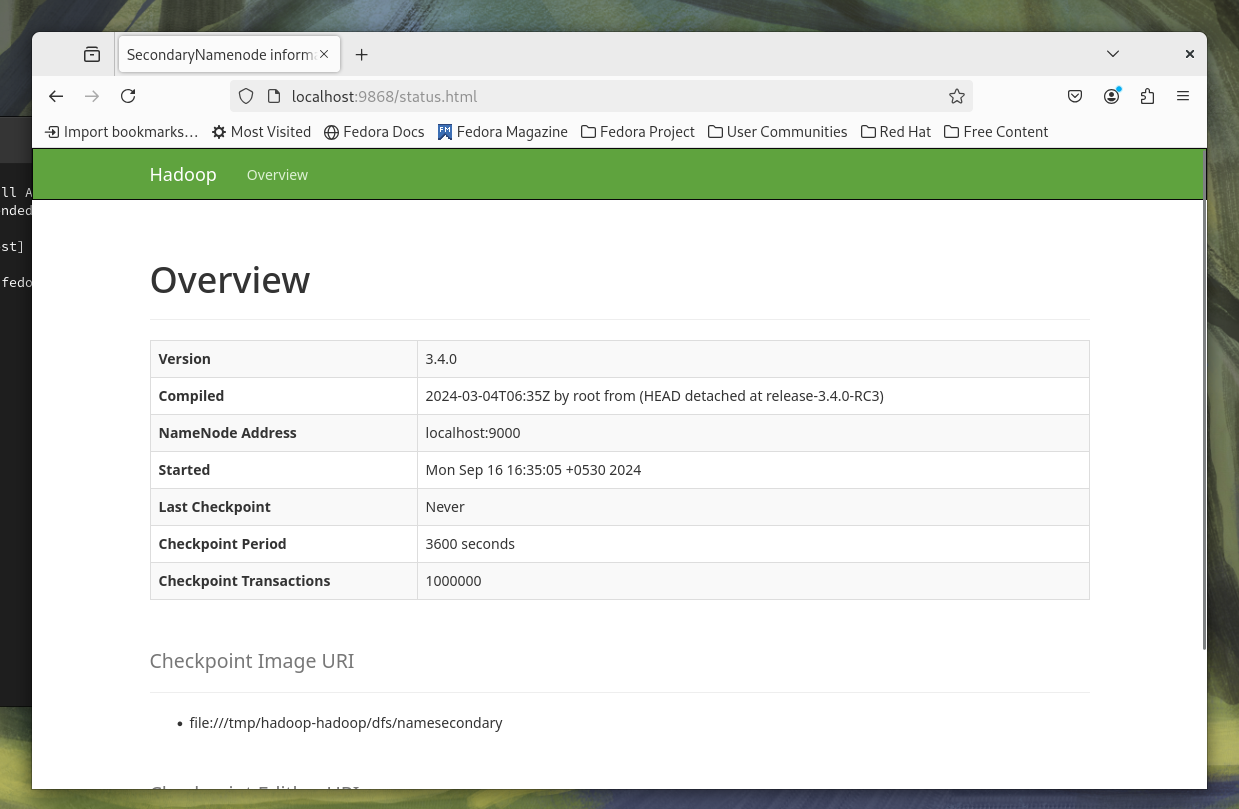 SecondaryNamenode inform
localhost:9868/status.html
Import bookmarks… Most Visited Fedora Docs FM Fedora Magazine Fedora Project User Communities Red Hat Free Content
Hadoop Overview
ll A
nded
st]
fedo
Overview
Version 3.4.0
Compiled 2024-03-04T06:35Z by root from (HEAD detached at release-3.4.0-RC3)
NameNode Address localhost:9000
Started Mon Sep 16 16:35:05 +0530 2024
Last Checkpoint Never
Checkpoint Period 3600 seconds
Checkpoint Transactions 1000000
Checkpoint Image URI
• file:///tmp/hadoop-hadoop/dfs/namesecondary